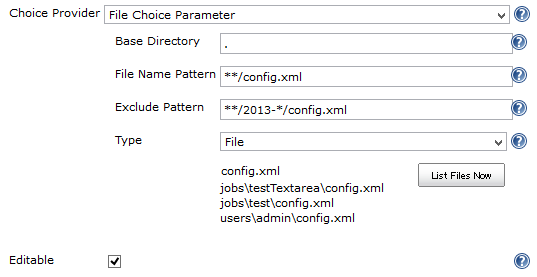 Choice Provider File Choice Parameter ?
Base Directory . ?
File Name Pattern **/config.xml ?
Exclude Pattern **/2013-*/config.xml ?
Type File ?
config.xml List Files Now
jobs\testTextarea\config.xml
jobs\test\config.xml
users\admin\config.xml
Editable ?